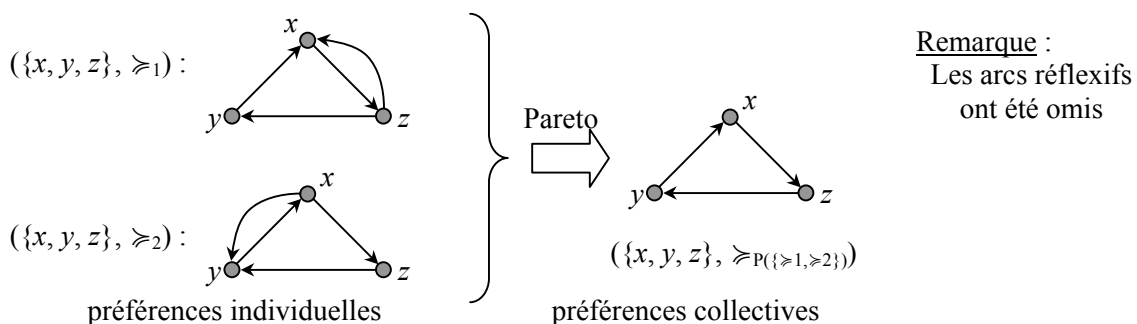 x
({x, y, z}, ≽1) :
y
z
Pareto
x
y
z
Remarque :
Les arcs réflexifs
ont été omis
x
({x, y, z}, ≽2) :
y
z
({x, y, z}, ≽P({≽1,≽2}))
préférences individuelles
préférences collectives